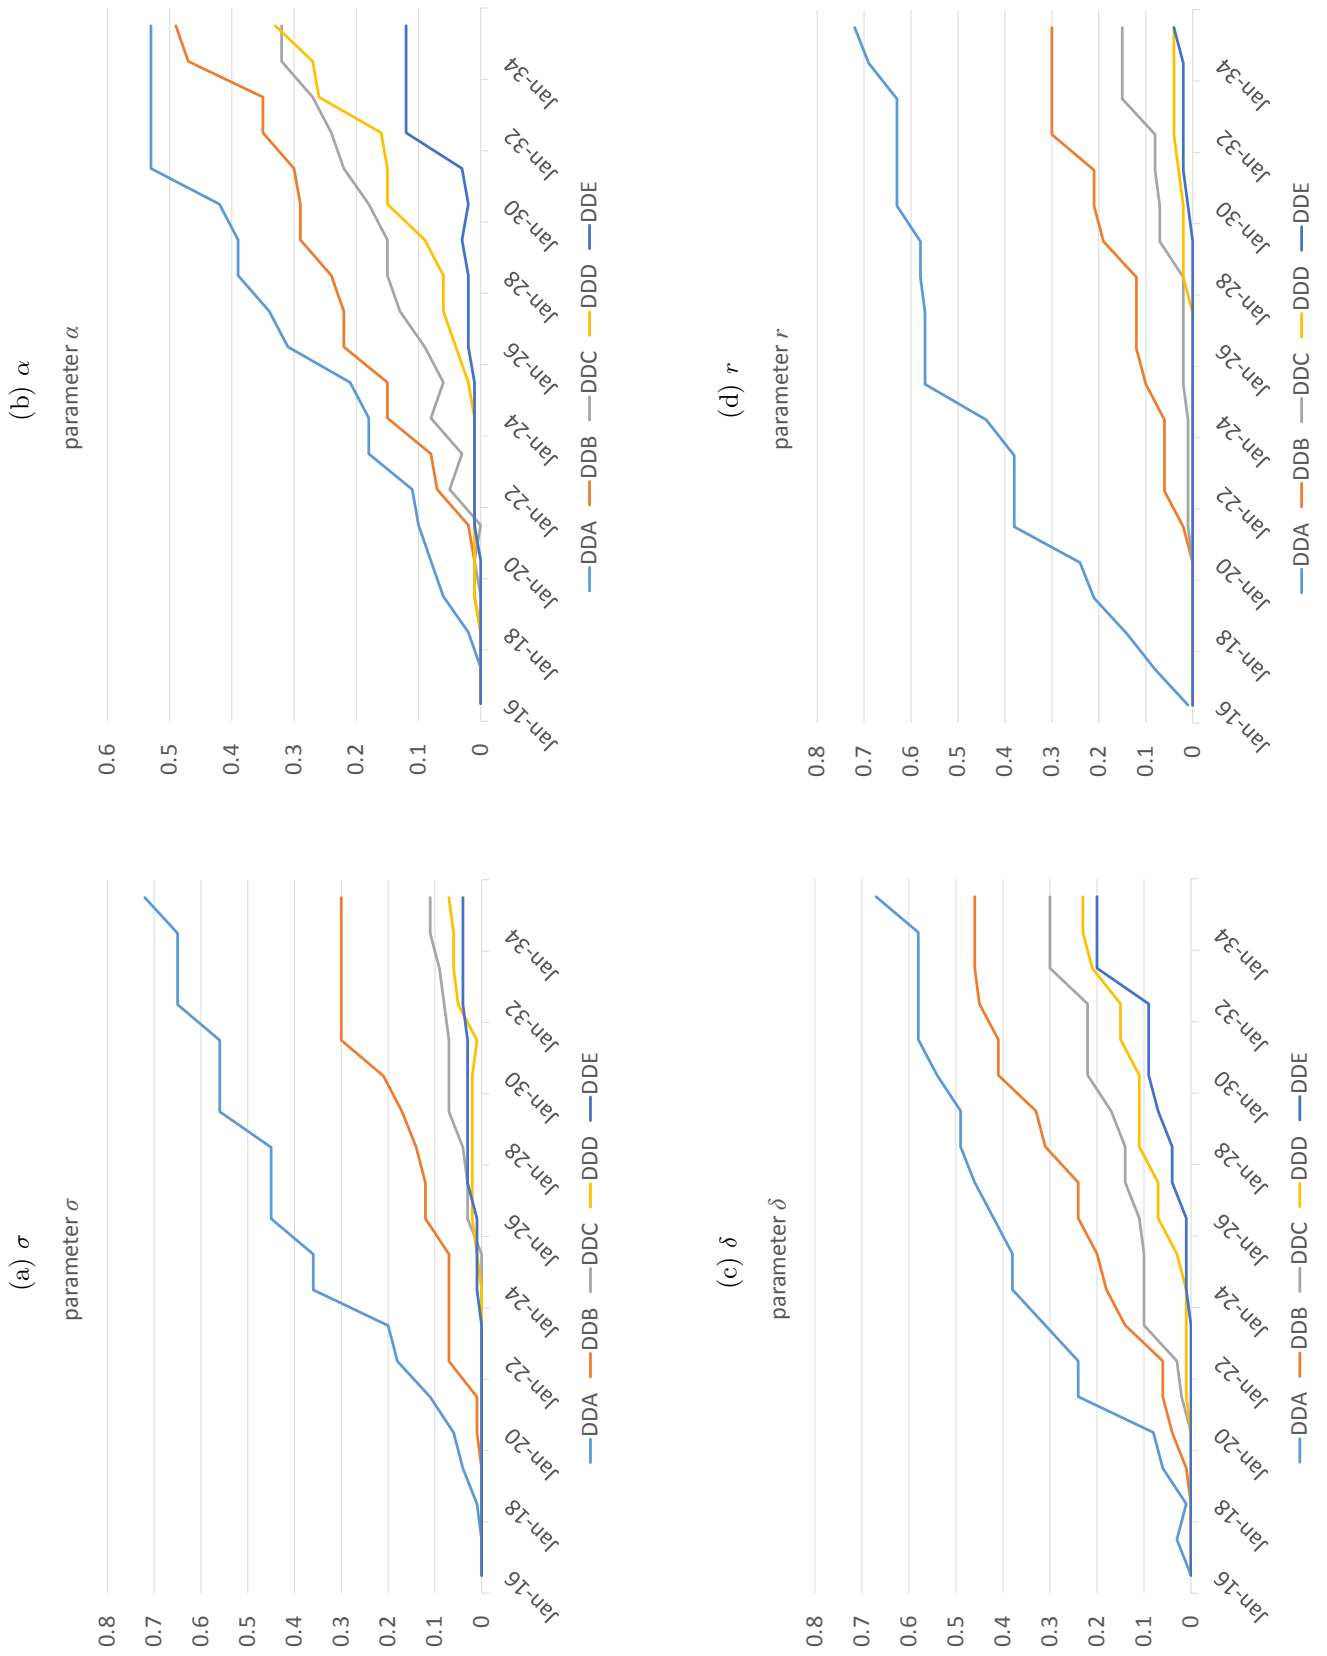 (a) σ
parameter σ
0.8
0.7
0.6
0.5
0.4
0.3
0.2
0.1
0
Jan-16
Jan-18
Jan-20
Jan-22
Jan-24
Jan-26
Jan-28
Jan-30
Jan-32
Jan-34
DDA DDB DDC DDD DDE
(b) α
parameter α
0.6
0.5
0.4
0.3
0.2
0.1
0
Jan-16
Jan-18
Jan-20
Jan-22
Jan-24
Jan-26
Jan-28
Jan-30
Jan-32
Jan-34
DDA DDB DDC DDD DDE
(c) δ
parameter δ
0.8
0.7
0.6
0.5
0.4
0.3
0.2
0.1
0
Jan-16
Jan-18
Jan-20
Jan-22
Jan-24
Jan-26
Jan-28
Jan-30
Jan-32
Jan-34
DDA DDB DDC DDD DDE
(d) r
parameter r
0.8
0.7
0.6
0.5
0.4
0.3
0.2
0.1
0
Jan-16
Jan-18
Jan-20
Jan-22
Jan-24
Jan-26
Jan-28
Jan-30
Jan-32
Jan-34
DDA DDB DDC DDD DDE